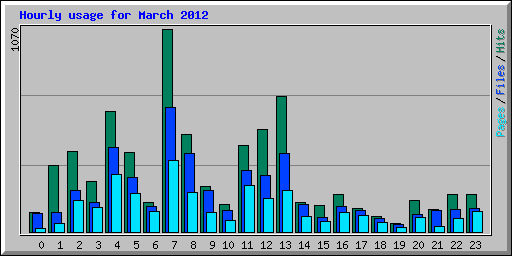 Hourly usage for March 2012
1070
Pages / Files / Hits
0 1 2 3 4 5 6 7 8 9 10 11 12 13 14 15 16 17 18 19 20 21 22 23